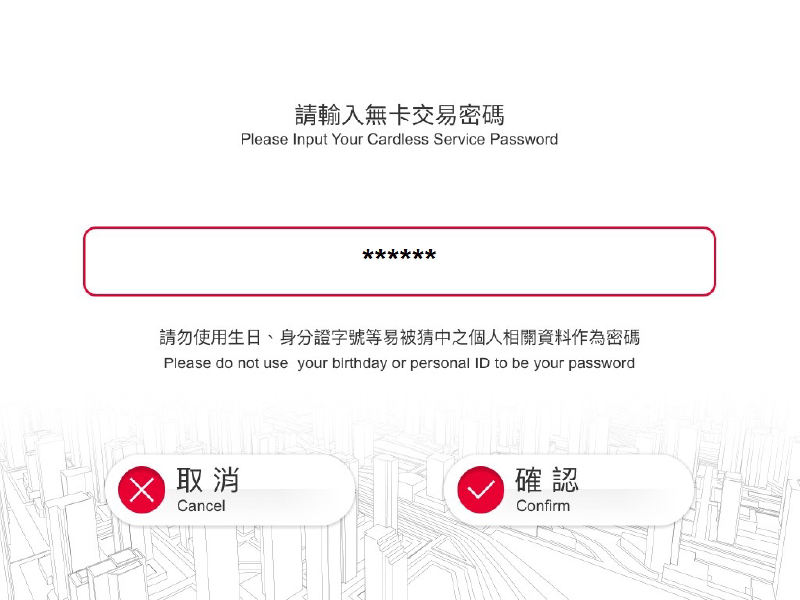 請輸入無卡交易密碼
Please Input Your Cardless Service Password
******
請勿使用生日、身分證字號等易被猜中之個人相關資料作為密碼
Please do not use  your birthday or personal ID to be your password
取消
Cancel
確認
Confirm